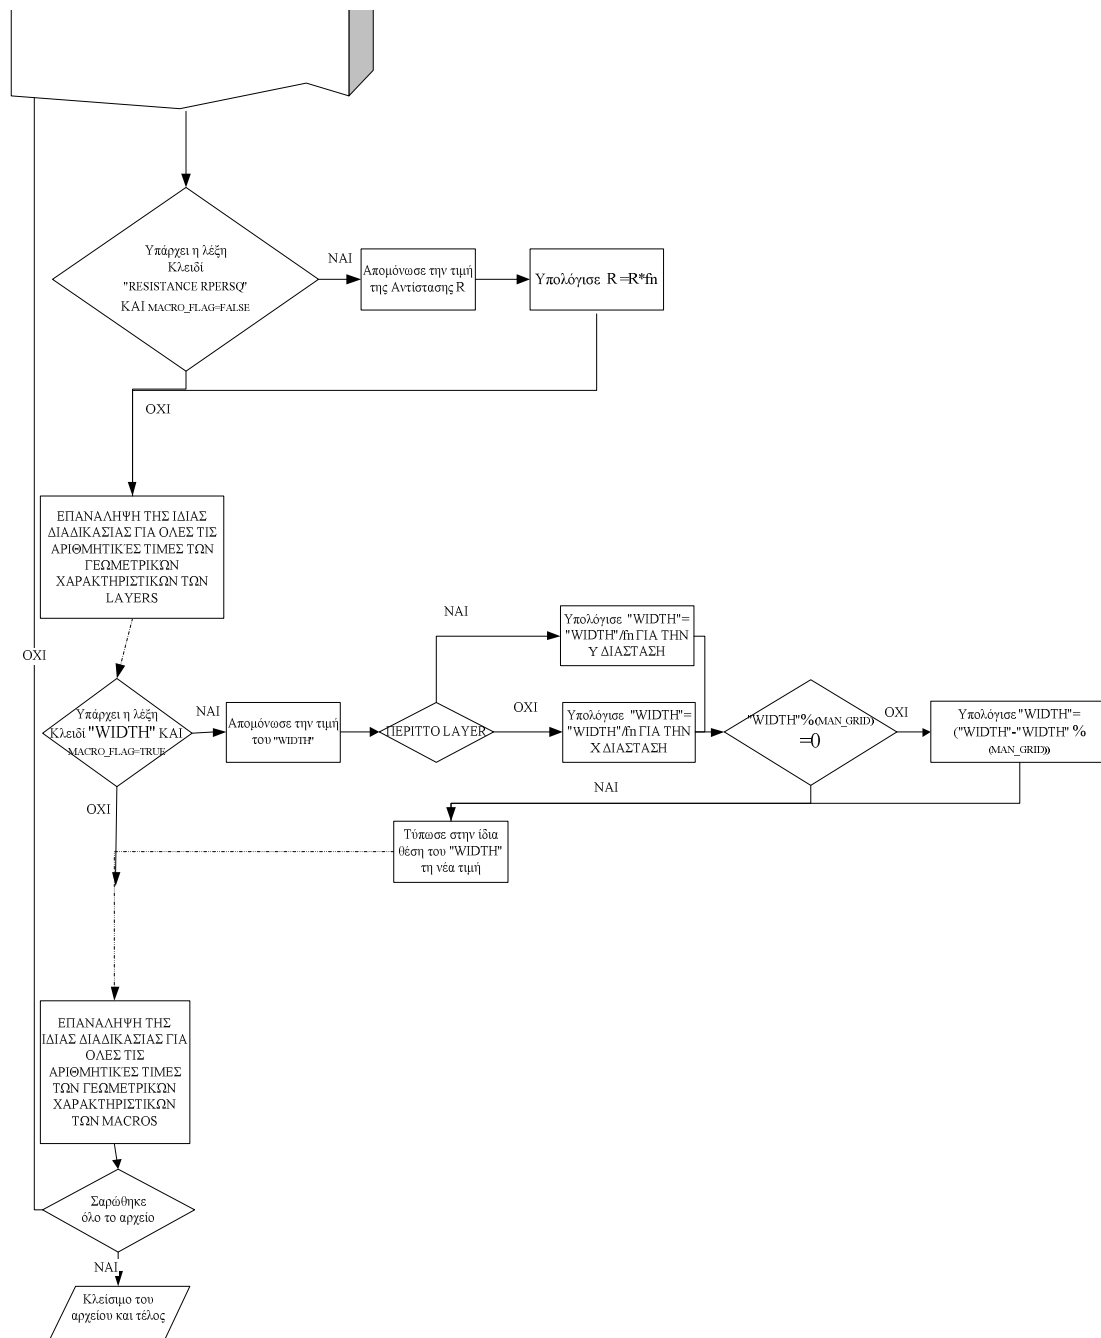 Υπάρχει η λέξη
Κλειδί
"RESISTANCE RPERSQ"
ΚΑΙ MACRO_FLAG=FALSE
ΝΑΙ
Απομόνωσε την τιμή
της Αντίστασης R
Υπολόγισε R =R*fn
ΟΧΙ
ΕΠΑΝΑΛΗΨΗ ΤΗΣ ΙΔΙΑΣ
ΔΙΑΔΙΚΑΣΊΑΣ ΓΙΑ ΟΛΕΣ ΤΙΣ
ΑΡΙΘΜΗΤΙΚΈΣ ΤΙΜΕΣ ΤΩΝ
ΓΕΩΜΕΤΡΙΚΩΝ
ΧΑΡΑΚΤΗΡΙΣΤΙΚΩΝ ΤΩΝ
LAYERS
ΟΧΙ
Υπάρχει η λέξη
Κλειδί "WIDTH" ΚΑΙ
MACRO_FLAG=TRUE
ΝΑΙ
Απομόνωσε την τιμή
του "WIDTH"
ΠΕΡΙΤΤΟ LAYER
ΝΑΙ
Υπολόγισε "WIDTH"=
"WIDTH"/fn ΓΙΑ ΤΗΝ
Υ ΔΙΑΣΤΑΣΗ
ΟΧΙ
Υπολόγισε "WIDTH"=
"WIDTH"/fn ΓΙΑ ΤΗΝ
Χ ΔΙΑΣΤΑΣΗ
"WIDTH"%(MAN_GRID)
=0
ΟΧΙ
Υπολόγισε "WIDTH"=
("WIDTH"-"WIDTH" %
(MAN_GRID))
ΝΑΙ
ΟΧΙ
Τύπωσε στην ίδια
θέση του "WIDTH"
τη νέα τιμή
ΕΠΑΝΑΛΗΨΗ ΤΗΣ
ΙΔΙΑΣ ΔΙΑΔΙΚΑΣΊΑΣ ΓΙΑ
ΟΛΕΣ ΤΙΣ
ΑΡΙΘΜΗΤΙΚΈΣ ΤΙΜΕΣ
ΤΩΝ ΓΕΩΜΕΤΡΙΚΩΝ
ΧΑΡΑΚΤΗΡΙΣΤΙΚΩΝ
ΤΩΝ MACROS
Σαρώθηκε
όλο το αρχείο
ΝΑΙ
Κλείσιμο του
αρχείου και τέλος